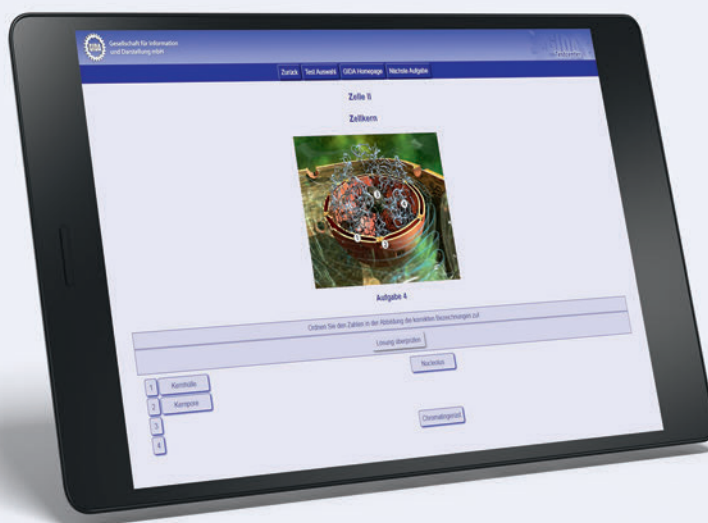 GIDA
Gesellschaft für Information
und Darstellung mbH
Zurück
Test Auswahl
GIDA Homepage
Nächste Aufgabe
Zelle II
Zellkern
Aufgabe 4
Ordnen Sie den Zahlen in der Abbildung die korrekten Bezeichnungen zu!
Lösung überprüfen
1 Kernhülle
Nucleolus
2 Kernpore
3
Chromatingerüst
4